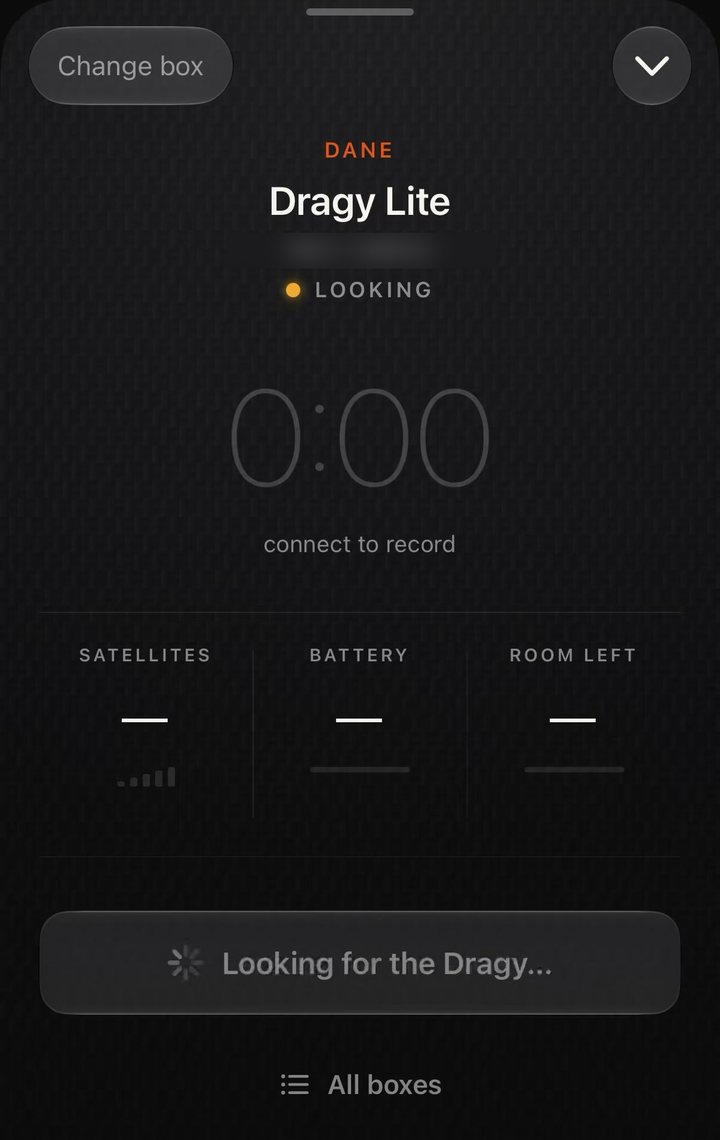 Change box
DANE
Dragy Lite
LOOKING
0:00
connect to record
SATELLITES
BATTERY
ROOM LEFT
—
—
—
Looking for the Dragy...
All boxes